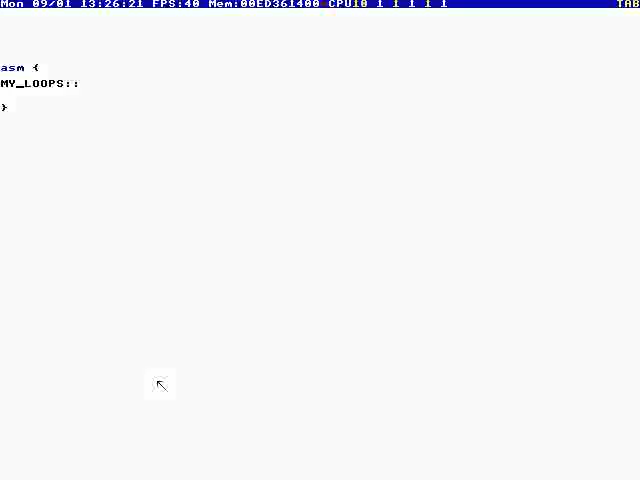 Mon 09/01 13:26:21 FPS:40 Mem:00ED361400 CPU10 1 1 1 1 1 TAB
asm {
MY_LOOPS::
}